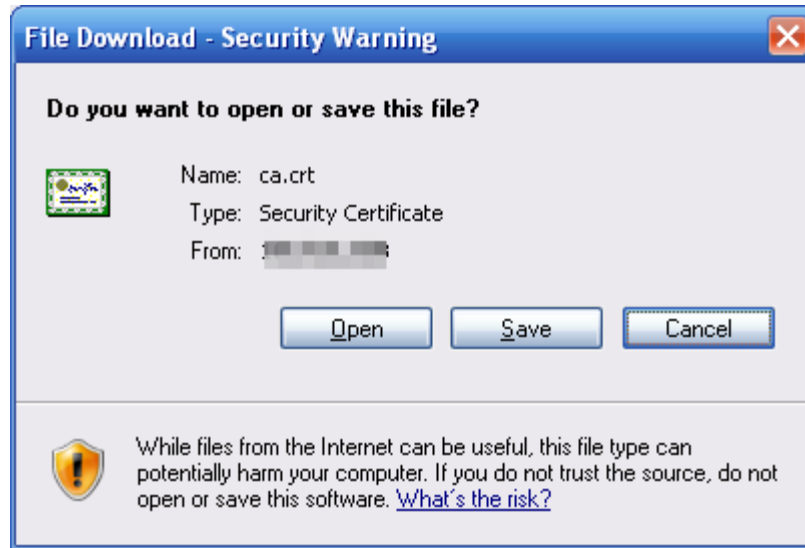 File Download - Security Warning
Do you want to open or save this file?
Name: ca.crt
Type: Security Certificate
From:
Open Save Cancel
While files from the Internet can be useful, this file type can
potentially harm your computer. If you do not trust the source, do not
open or save this software. What's the risk?